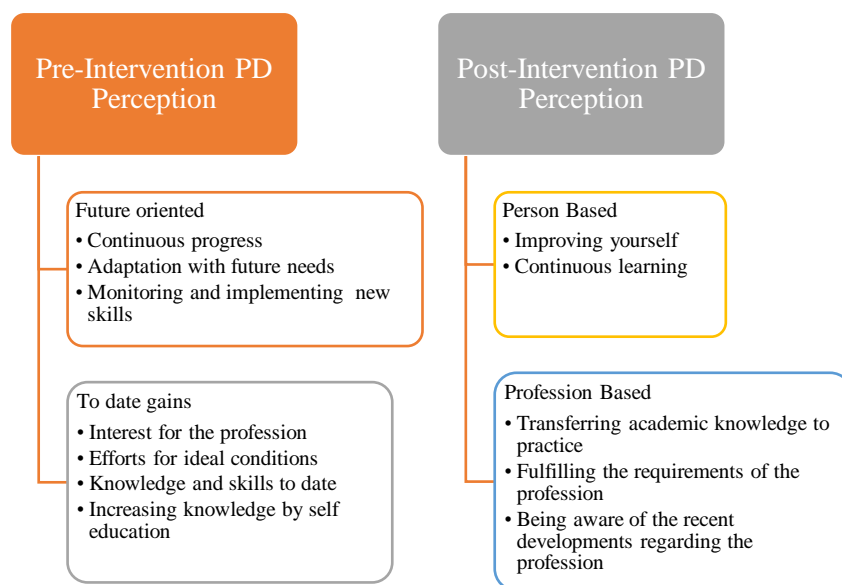 Pre-Intervention PD
Perception
Future oriented
• Continuous progress
• Adaptation with future needs
• Monitoring and implementing new
skills
To date gains
• Interest for the profession
• Efforts for ideal conditions
• Knowledge and skills to date
• Increasing knowledge by self
education
Post-Intervention PD
Perception
Person Based
• Improving yourself
• Continuous learning
Profession Based
• Transferring academic knowledge to
practice
• Fulfilling the requirements of the
profession
• Being aware of the recent
developments regarding the
profession